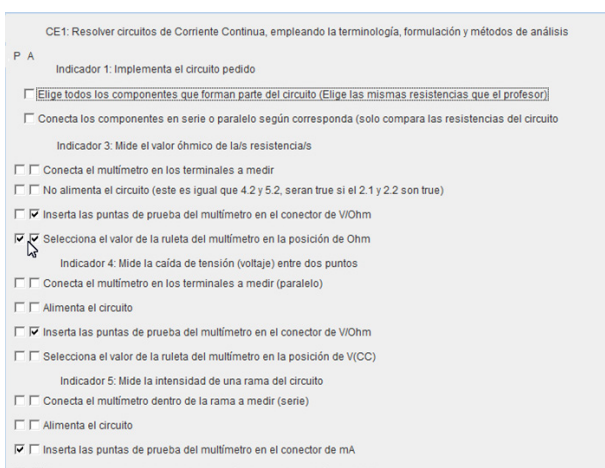 CE1: Resolver circuitos de Corriente Continua, empleando la terminología, formulación y métodos de análisis
P A
Indicador 1: Implementa el circuito pedido
Elige todos los componentes que forman parte del circuito (Elige las mismas resistencias que el profesor)
Conecta los componentes en serie o paralelo según corresponda (solo compara las resistencias del circuito
Indicador 3: Mide el valor óhmico de la/s resistencia/s
Conecta el multímetro en los terminales a medir
No alimenta el circuito (este es igual que 4.2 y 5.2, seran true si el 2.1 y 2.2 son true)
Inserta las puntas de prueba del multímetro en el conector de V/Ohm
Selecciona el valor de la ruleta del multímetro en la posición de Ohm
Indicador 4: Mide la caída de tensión (voltaje) entre dos puntos
Conecta el multímetro en los terminales a medir (paralelo)
Alimenta el circuito
Inserta las puntas de prueba del multímetro en el conector de V/Ohm
Selecciona el valor de la ruleta del multímetro en la posición de V(CC)
Indicador 5: Mide la intensidad de una rama del circuito
Conecta el multímetro dentro de la rama a medir (serie)
Alimenta el circuito
Inserta las puntas de prueba del multímetro en el conector de mA